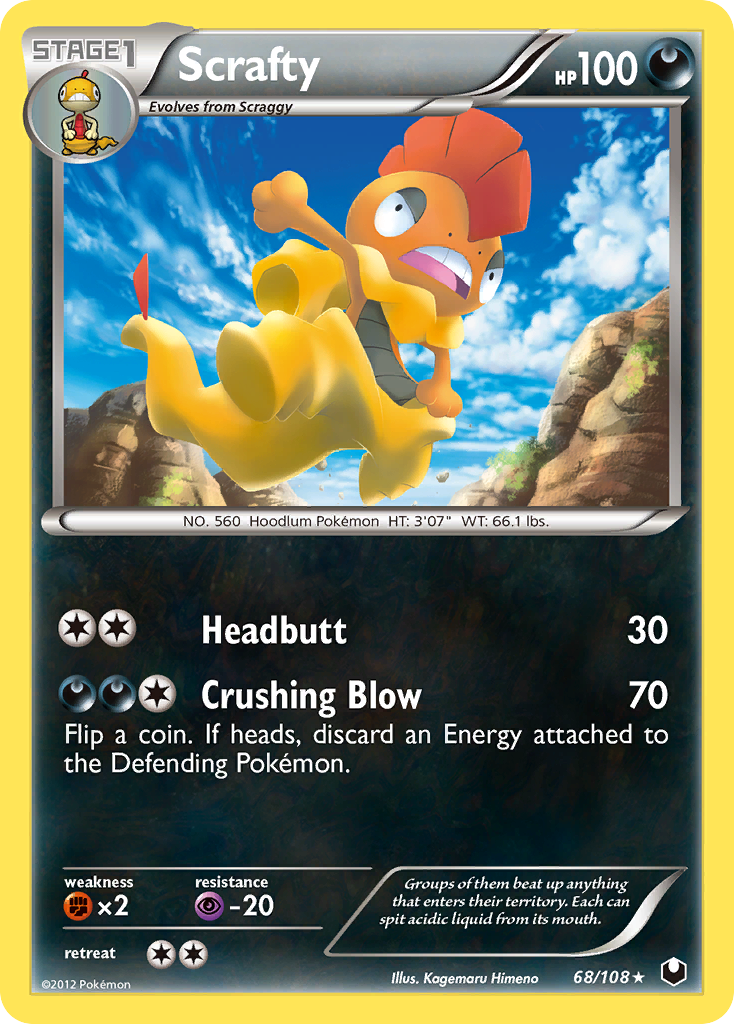 STAGE1
Scrafty
HP100
Evolves from Scraggy
NO. 560 Hoodlum Pokémon HT: 3'07" WT: 66.1 lbs.
Headbutt 30
Crushing Blow 70
Flip a coin. If heads, discard an Energy attached to
the Defending Pokémon.
weakness
×2
resistance
-20
retreat
Groups of them beat up anything
that enters their territory. Each can
spit acidic liquid from its mouth.
©2012 Pokémon
Illus. Kagemaru Himeno
68/108 ★